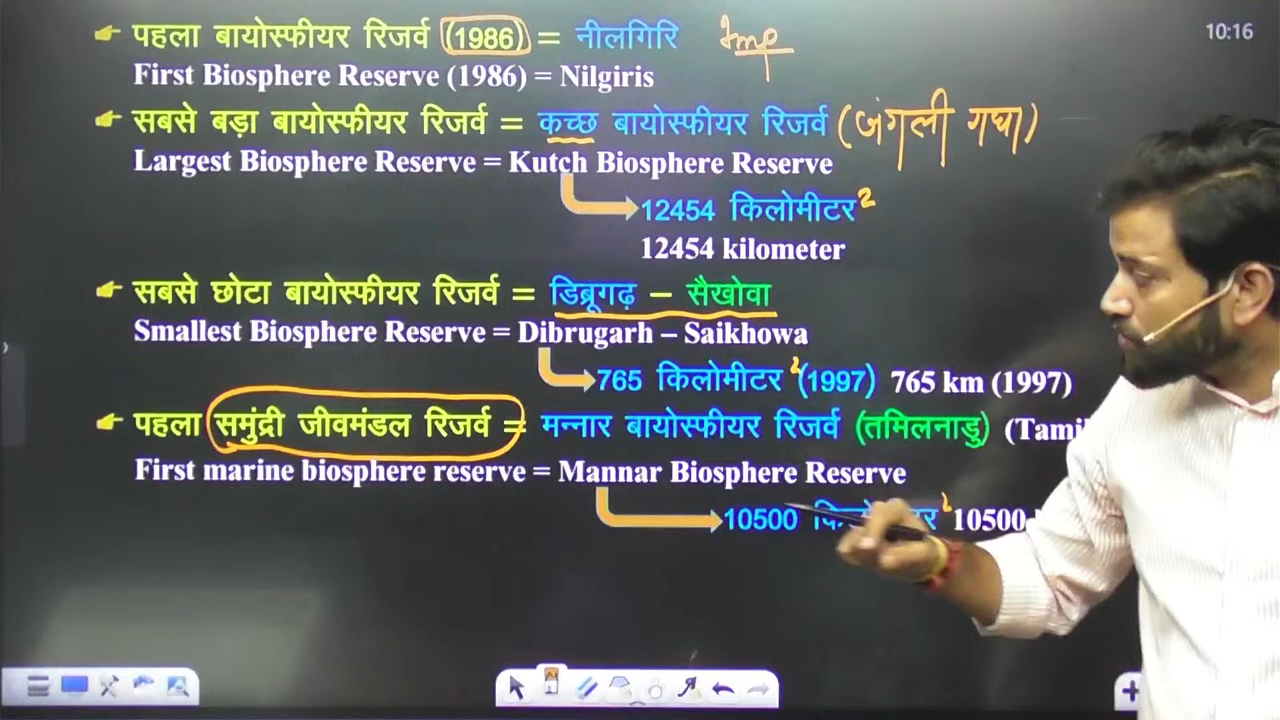 10:16
पहला बायोस्फीयर रिजर्व (1986) = नीलगिरि Imp
First Biosphere Reserve (1986) = Nilgiris
सबसे बड़ा बायोस्फीयर रिजर्व = कच्छ बायोस्फीयर रिजर्व (जंगली गधा)
Largest Biosphere Reserve = Kutch Biosphere Reserve
12454 किलोमीटर2
12454 kilometer
सबसे छोटा बायोस्फीयर रिजर्व = डिब्रूगढ़ – सैखोवा
Smallest Biosphere Reserve = Dibrugarh – Saikhowa
765 किलोमीटर2 (1997) 765 km (1997)
पहला समुंद्री जीवमंडल रिजर्व = मन्नार बायोस्फीयर रिजर्व (तमिलनाडु)
First marine biosphere reserve = Mannar Biosphere Reserve
10500 2 10500